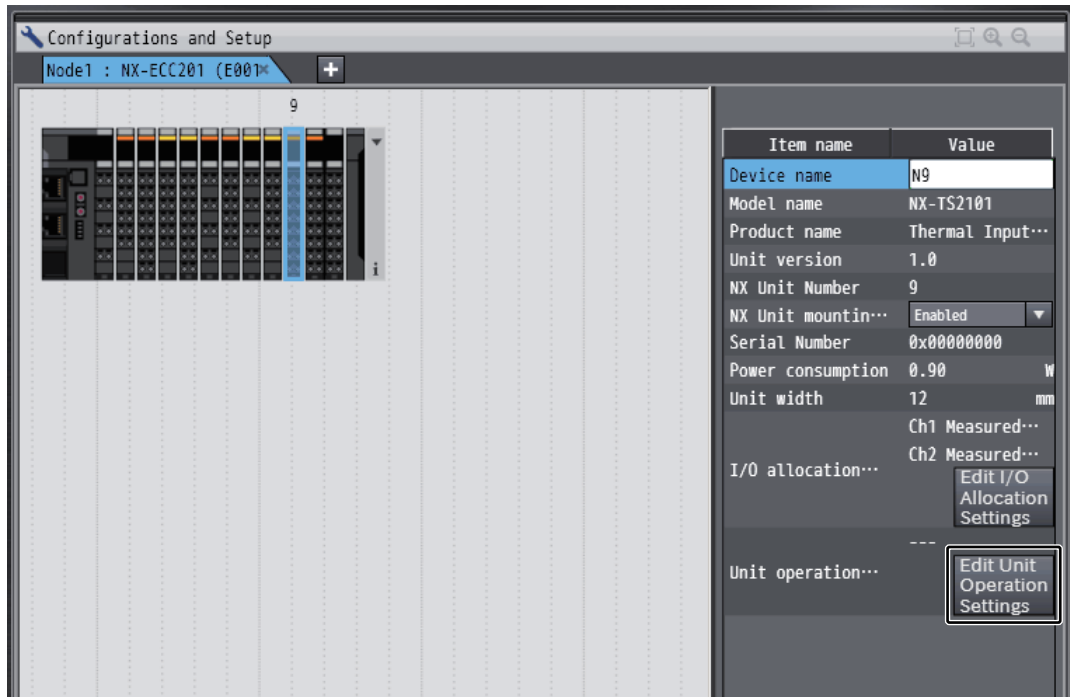 Configurations and Setup
Node1 : NX-ECC201 (E001
9
Item name Value
Device name N9
Model name NX-TS2101
Product name Thermal Input···
Unit version 1.0
NX Unit Number 9
NX Unit mountin··· Enabled
Serial Number 0x00000000
Power consumption 0.90 W
Unit width 12 mm
Ch1 Measured···
Ch2 Measured···
I/O allocation···
Edit I/O
Allocation
Settings
---
Unit operation···
Edit Unit
Operation
Settings